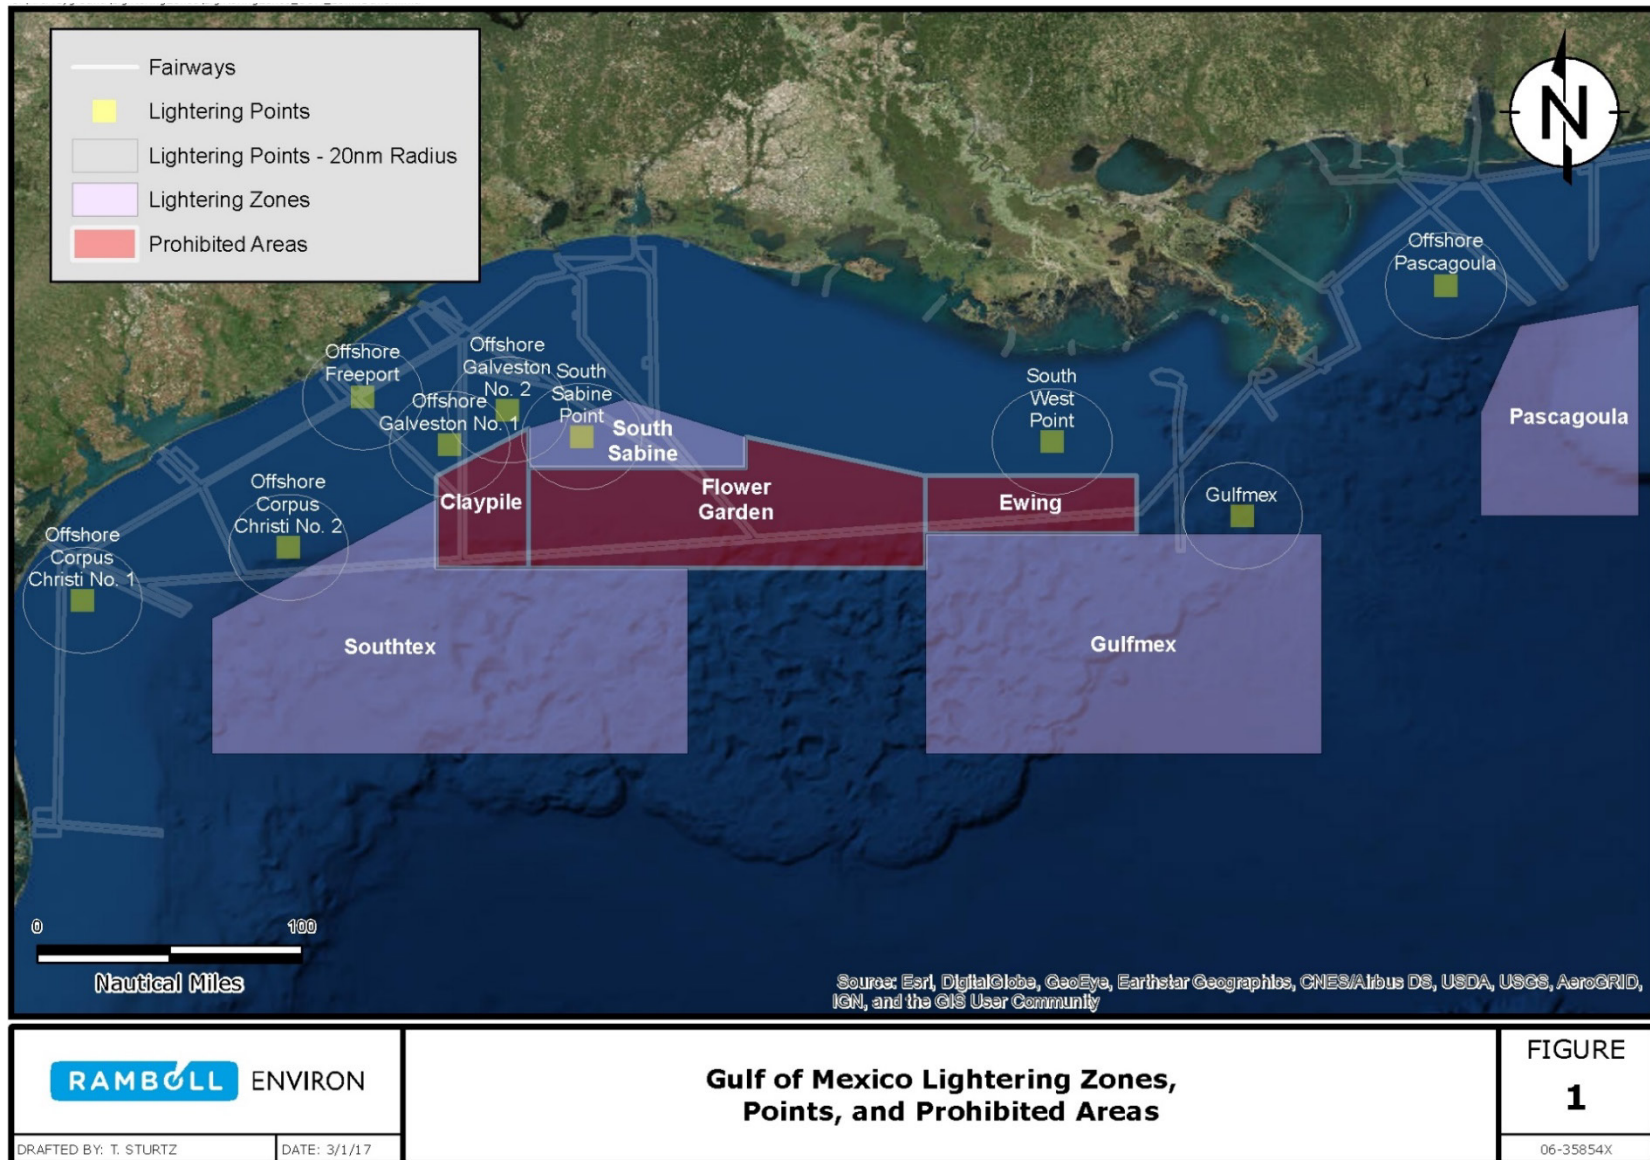 Fairways
Lightering Points
Lightering Points - 20nm Radius
Lightering Zones
Prohibited Areas
N
Offshore
Pascagoula
Offshore
Freeport
Offshore
Galveston
No. 2
South
Sabine
Point
Offshore
Galveston No. 1
South
Sabine
South
West
Point
Pascagoula
Offshore
Corpus
Christi No. 2
Claypile
Flower
Garden
Ewing
Gulfmex
Offshore
Corpus
Christi No. 1
Southtex
Gulfmex
0 100
Nautical Miles
Source: Esri, DigitalGlobe, GeoEye, Earthstar Geographics, CNES/Airbus DS, USDA, USGS, AeroGRID,
IGN, and the GIS User Community
RAMBOLL ENVIRON
DRAFTED BY: T. STURTZ DATE: 3/1/17
Gulf of Mexico Lightering Zones,
Points, and Prohibited Areas
FIGURE
1
06-35854X